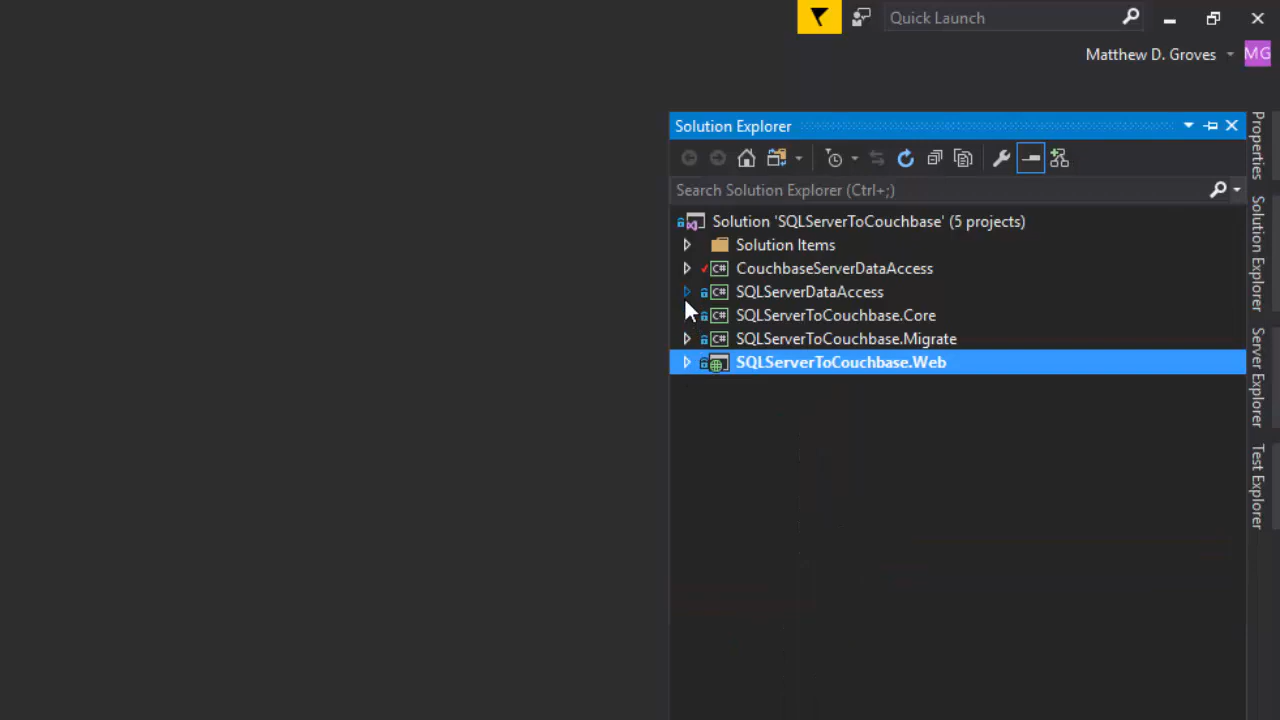 Quick Launch
Matthew D. Groves
MG
Solution Explorer
Search Solution Explorer (Ctrl+;)
Solution 'SQLServerToCouchbase' (5 projects)
Solution Items
C# CouchbaseServerDataAccess
C# SQLServerDataAccess
C# SQLServerToCouchbase.Core
C# SQLServerToCouchbase.Migrate
SQLServerToCouchbase.Web
Properties
Solution Explorer
Server Explorer
Test Explorer